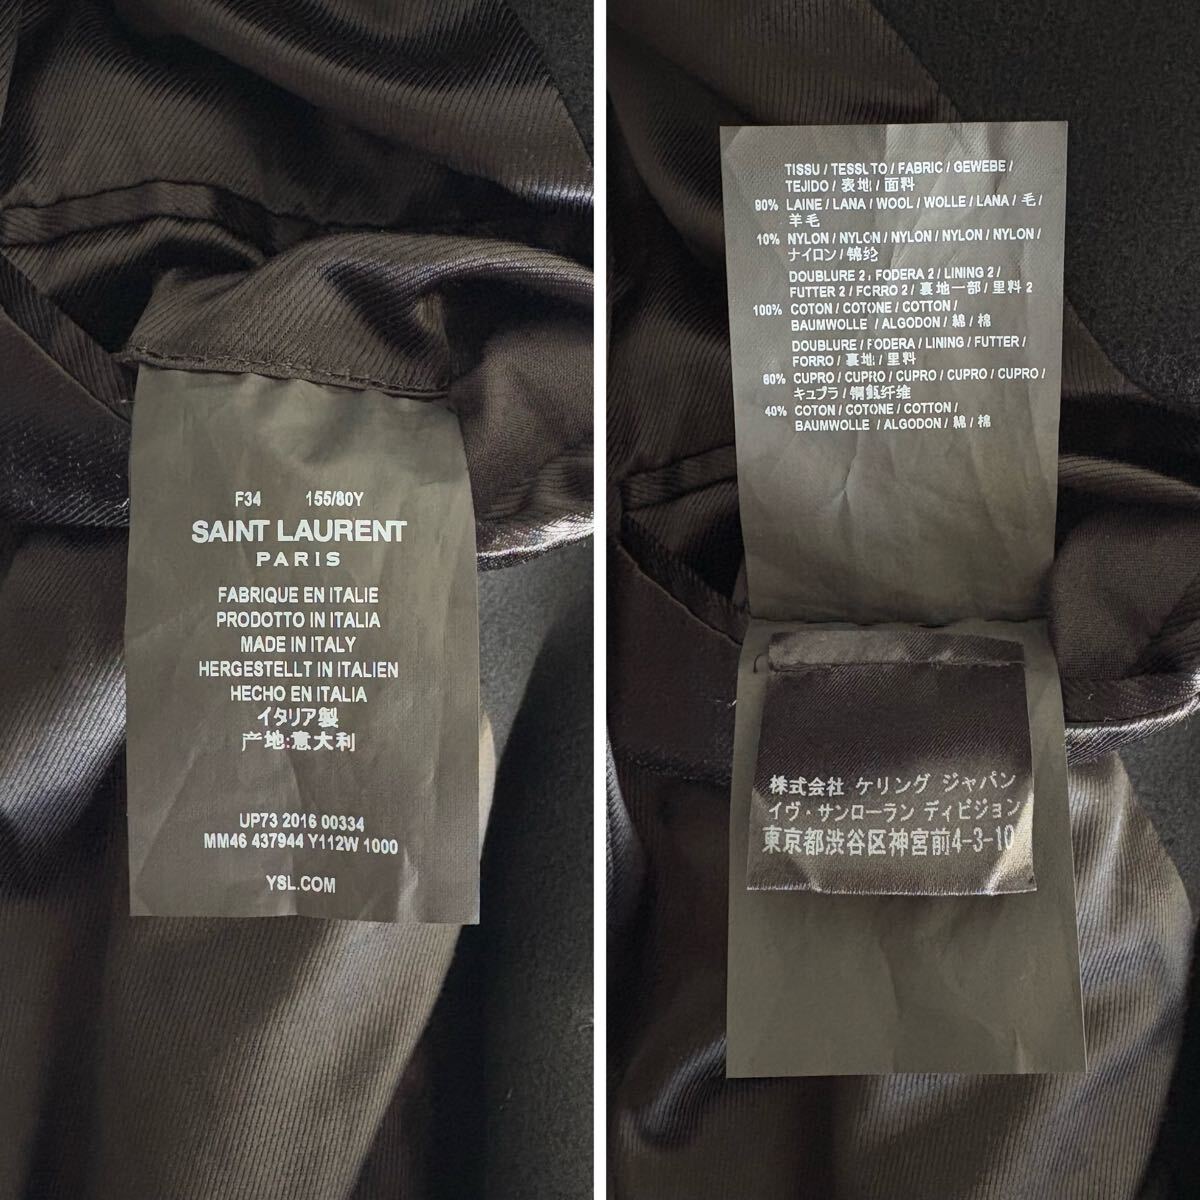 F34 155/80Y
SAINT LAURENT
PARIS
FABRIQUE EN ITALIE
PRODOTTO IN ITALIA
MADE IN ITALY
HERGESTELLT IN ITALIEN
HECHO EN ITALIA
イタリア製
产地:意大利
UP73 2016 00334
MM46 437944 Y112W 1000
YSL.COM
TISSU / TESSUTO / FABRIC / GEWEBE /
TEJIDO / 表地 / 面料
90% LAINE / LANA / WOOL / WOLLE / LANA / 毛 /
羊毛
10% NYLON / NYLON / NYLON / NYLON / NYLON /
ナイロン / 锦纶
DOUBLURE 2 / FODERA 2 / LINING 2 /
FUTTER 2 / FORRO 2 / 裏地一部 / 里料 2
100% COTON / COTONE / COTTON /
BAUMWOLLE / ALGODON / 綿 / 棉
DOUBLURE / FODERA / LINING / FUTTER /
FORRO / 裏地 / 里料
60% CUPRO / CUPRO / CUPRO / CUPRO / CUPRO /
キュプラ / 铜氨纤维
40% COTON / COTONE / COTTON /
BAUMWOLLE / ALGODON / 綿 / 棉
株式会社 ケリング ジャパン
イヴ・サンローラン ディビジョン
東京都渋谷区神宮前4-3-10